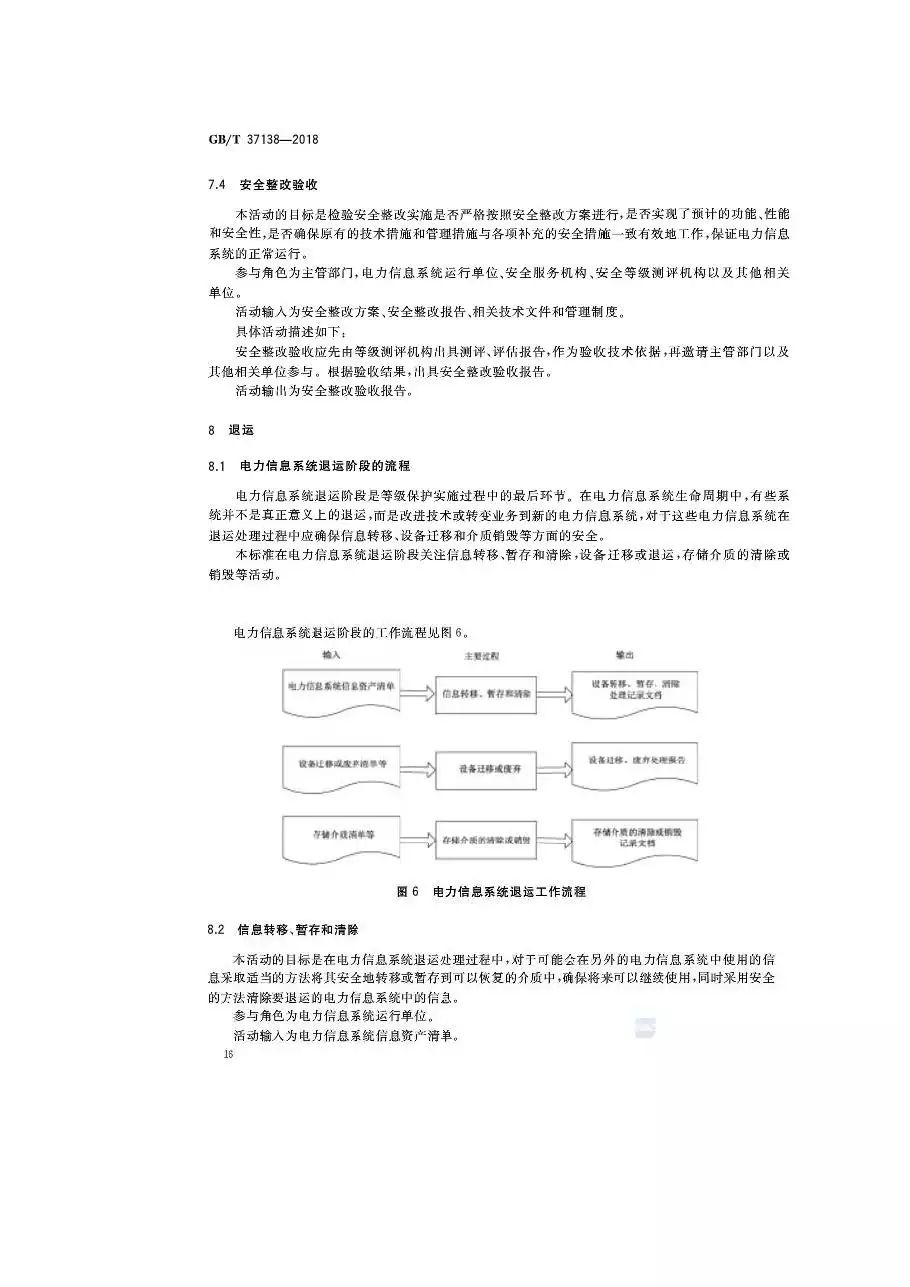 GB/T 37138—2018
7.4 安全整改验收
本活动的目标是检验安全整改实施是否严格按照安全整改方案进行,是否实现了预计的功能、性能
和安全性,是否确保原有的技术措施和管理措施与各项补充的安全措施一致有效地工作,保证电力信息
系统的正常运行。
参与角色为主管部门,电力信息系统运行单位、安全服务机构、安全等级测评机构以及其他相关
单位。
活动输入为安全整改方案、安全整改报告、相关技术文件和管理制度。
具体活动描述如下:
安全整改验收应先由等级测评机构出具测评、评估报告,作为验收技术依据,再邀请主管部门以及
其他相关单位参与。根据验收结果,出具安全整改验收报告。
活动输出为安全整改验收报告。
8 退运
8.1 电力信息系统退运阶段的流程
电力信息系统退运阶段是等级保护实施过程中的最后环节。在电力信息系统生命周期中,有些系
统并不是真正意义上的退运,而是改进技术或转变业务到新的电力信息系统,对于这些电力信息系统在
退运处理过程中应确保信息转移、设备迁移和介质销毁等方面的安全。
本标准在电力信息系统退运阶段关注信息转移、暂存和清除,设备迁移或退运,存储介质的清除或
销毁等活动。
电力信息系统退运阶段的工作流程见图6。
输入 主要过程 输出
电力信息系统信息资产清单
信息转移、暂存和清除
设备转移、暂存、清除
处理记录文档
设备迁移或废弃清单等
设备迁移或废弃
设备迁移、废弃处理报告
存储介质清单等
存储介质的清除或销毁
存储介质的清除或销毁
记录文档
图6 电力信息系统退运工作流程
8.2 信息转移、暂存和清除
本活动的目标是在电力信息系统退运处理过程中,对于可能会在另外的电力信息系统中使用的信
息采取适当的方法将其安全地转移或暂存到可以恢复的介质中,确保将来可以继续使用,同时采用安全
的方法清除要退运的电力信息系统中的信息。
参与角色为电力信息系统运行单位。
活动输入为电力信息系统信息资产清单。
16